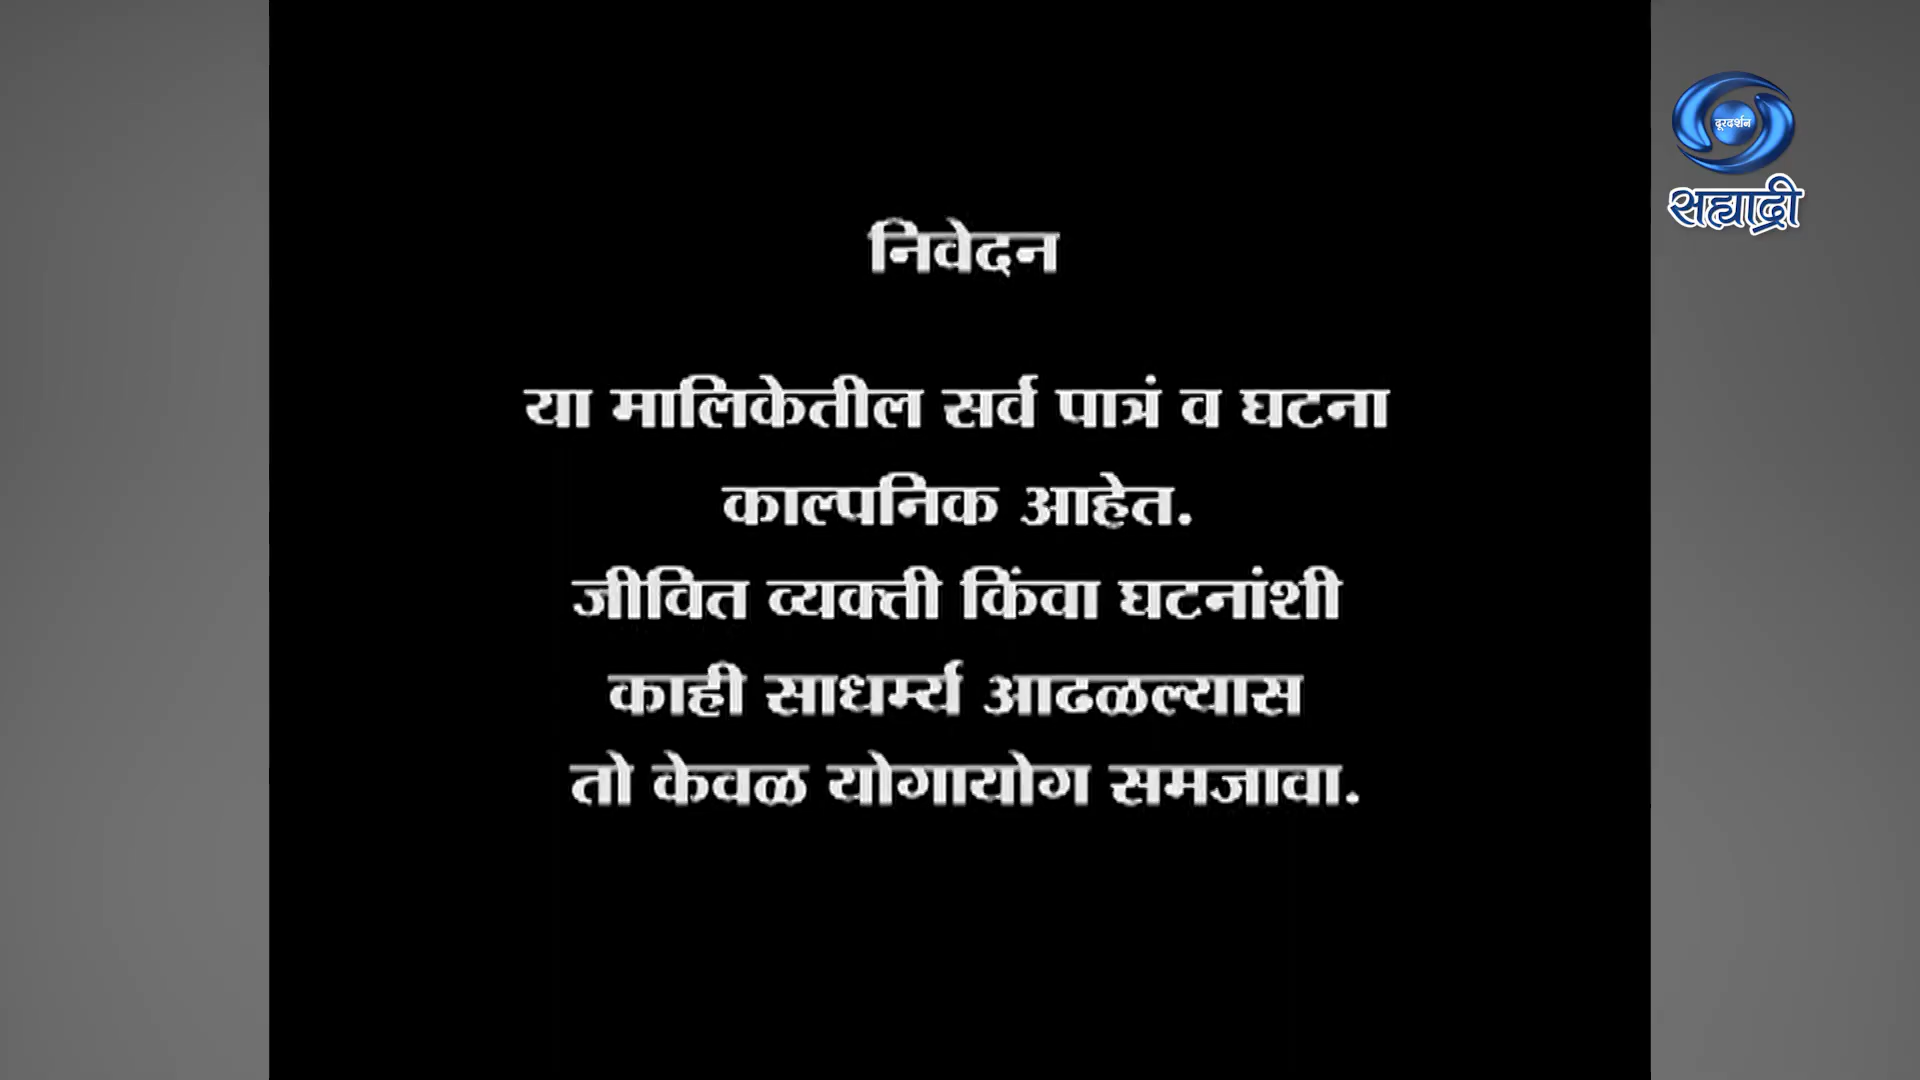 दूरदर्शन
सह्याद्री
निवेदन
या मालिकेतील सर्व पात्रं व घटना
काल्पनिक आहेत.
जीवित व्यक्ती किंवा घटनांशी
काही साधर्म्य आढळल्यास
तो केवळ योगायोग समजावा.